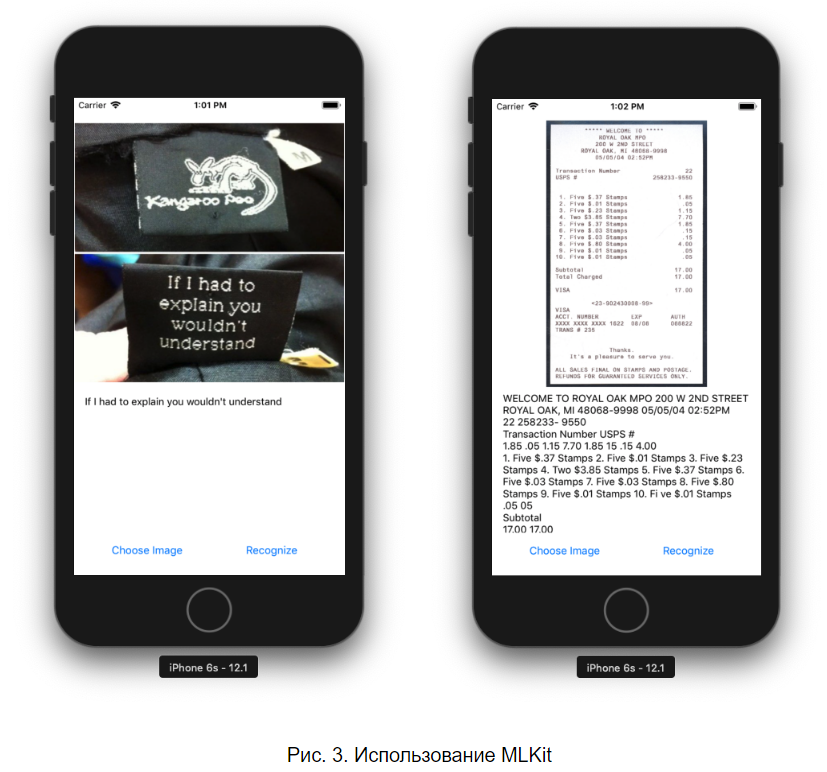 Carrier 1:01 PM
M
Kangaroo Poo
If I had to
explain you
wouldn't
understand
If I had to explain you wouldn't understand
Choose Image Recognize
iPhone 6s - 12.1
Carrier 1:02 PM
***** WELCOME TO *****
ROYAL OAK MPO
200 W 2ND STREET
ROYAL OAK, MI 48068-9998
05/05/04 02:52PM
Transaction Number 22
USPS # 258233-9550
1. Five $.37 Stamps 1.85
2. Five $.01 Stamps .05
3. Five $.23 Stamps 1.15
4. Two $3.85 Stamps 7.70
5. Five $.37 Stamps 1.85
6. Five $.03 Stamps .15
7. Five $.03 Stamps .15
8. Five $.80 Stamps 4.00
9. Five $.01 Stamps .05
10. Five $.01 Stamps .05
Subtotal 17.00
Total Charged 17.00
VISA 17.00
<23-902430068-99>
VISA
ACCT. NUMBER EXP AUTH
XXXX XXXX XXXX 1022 08/06
TRANS # 235
Thanks.
It's a pleasure to serve you.
ALL SALES FINAL ON STAMPS AND POSTAGE.
REFUNDS FOR GUARANTEED SERVICES ONLY.
WELCOME TO ROYAL OAK MPO 200 W 2ND STREET
ROYAL OAK, MI 48068-9998 05/05/04 02:52PM
22 258233- 9550
Transaction Number USPS #
1.85 .05 1.15 7.70 1.85 15 .15 4.00
1. Five $.37 Stamps 2. Five $.01 Stamps 3. Five $.23
Stamps 4. Two $3.85 Stamps 5. Five $.37 Stamps 6.
Five $.03 Stamps 7. Five $.03 Stamps 8. Five $.80
Stamps 9. Five $.01 Stamps 10. Fi ve $.01 Stamps
.05 05
Subtotal
17.00 17.00
Choose Image Recognize
iPhone 6s - 12.1
Рис. 3. Использование MLKit